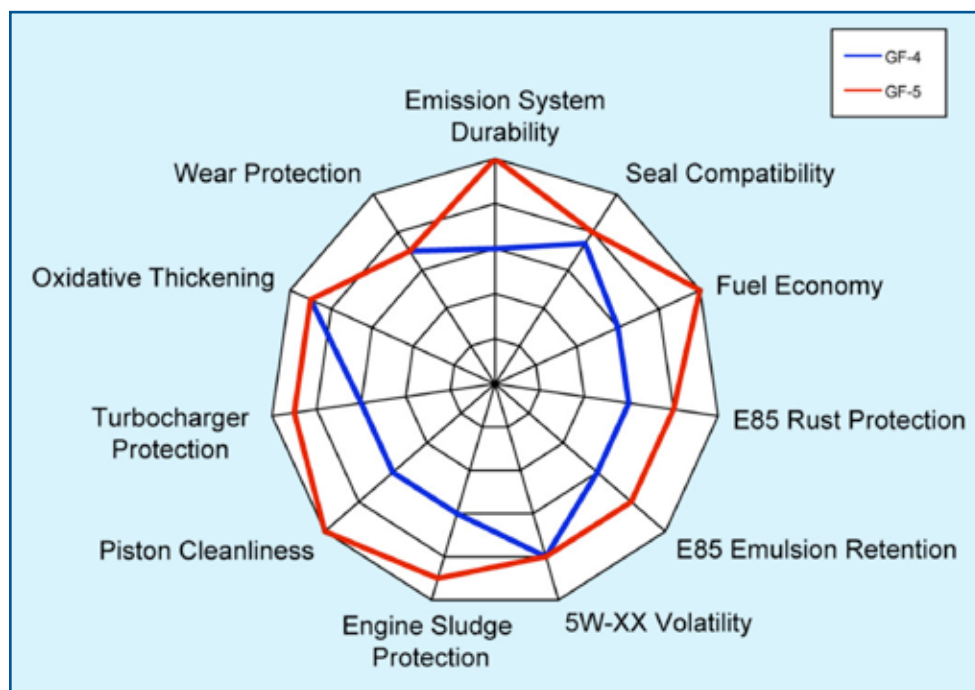 GF-4
GF-5
Emission System
Durability
Wear Protection
Seal Compatibility
Oxidative Thickening
Fuel Economy
Turbocharger
Protection
E85 Rust Protection
Piston Cleanliness
E85 Emulsion Retention
Engine Sludge
Protection
5W-XX Volatility